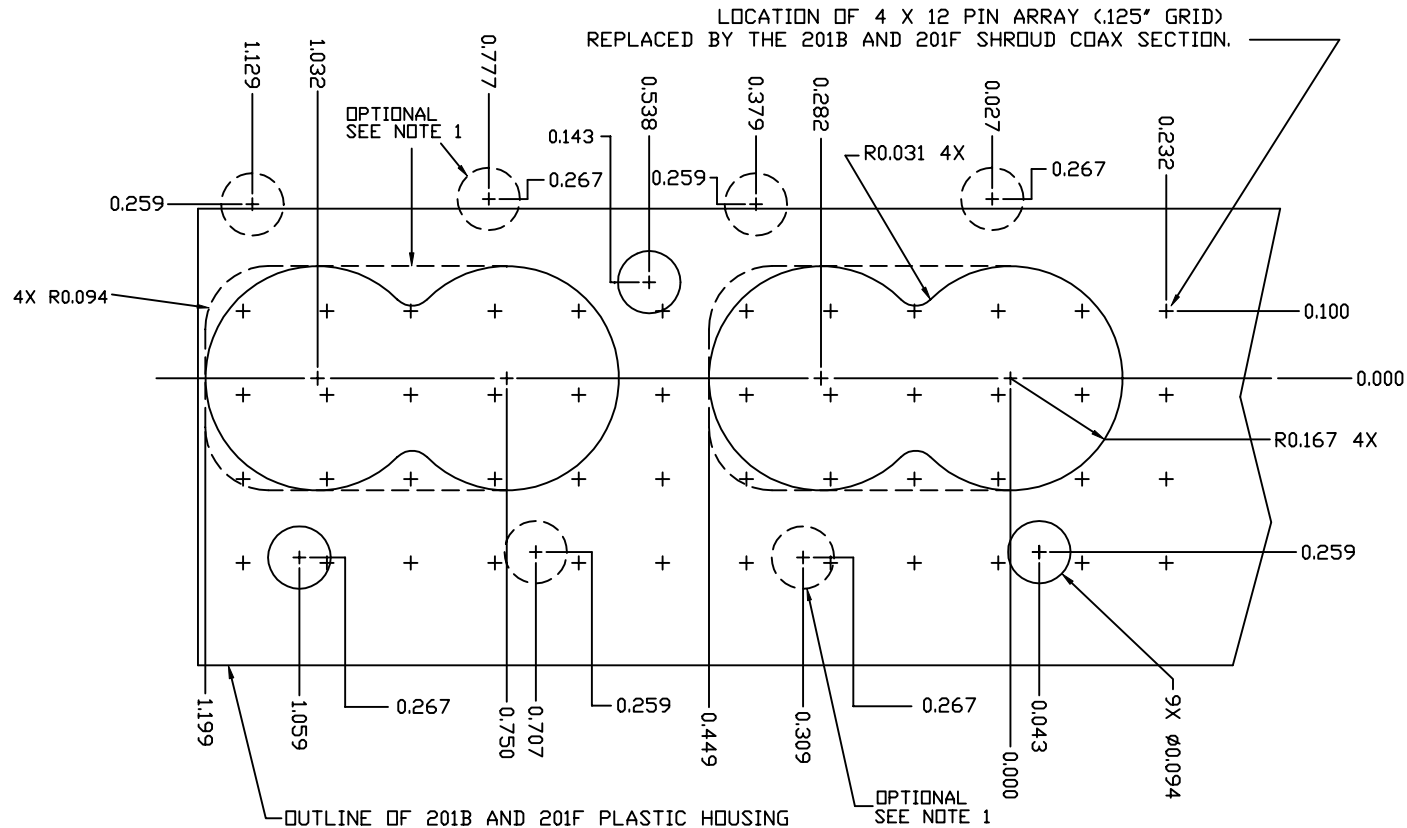 LOCATION OF 4 X 12 PIN ARRAY (.125" GRID)
REPLACED BY THE 201B AND 201F SHROUD COAX SECTION.
1.129
1.032
0.777
0.538
0.379
0.282
0.027
0.232
OPTIONAL
SEE NOTE 1
0.143
R0.031 4X
0.259
0.267
0.259
0.267
4X R0.094
0.100
0.000
R0.167 4X
0.259
1.199
1.059
0.267
0.750
0.707
0.259
0.449
0.309
0.267
0.000
0.043
9X ø0.094
OPTIONAL
SEE NOTE 1
OUTLINE OF 201B AND 201F PLASTIC HOUSING